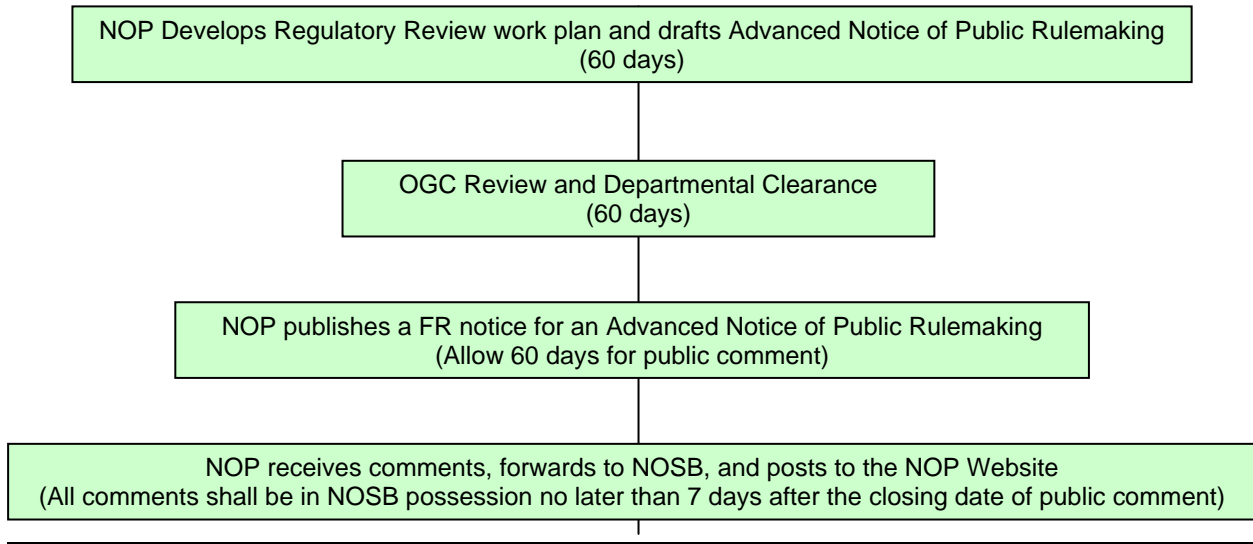 NOP Develops Regulatory Review work plan and drafts Advanced Notice of Public Rulemaking
(60 days)
OGC Review and Departmental Clearance
(60 days)
NOP publishes a FR notice for an Advanced Notice of Public Rulemaking
(Allow 60 days for public comment)
NOP receives comments, forwards to NOSB, and posts to the NOP Website
(All comments shall be in NOSB possession no later than 7 days after the closing date of public comment)